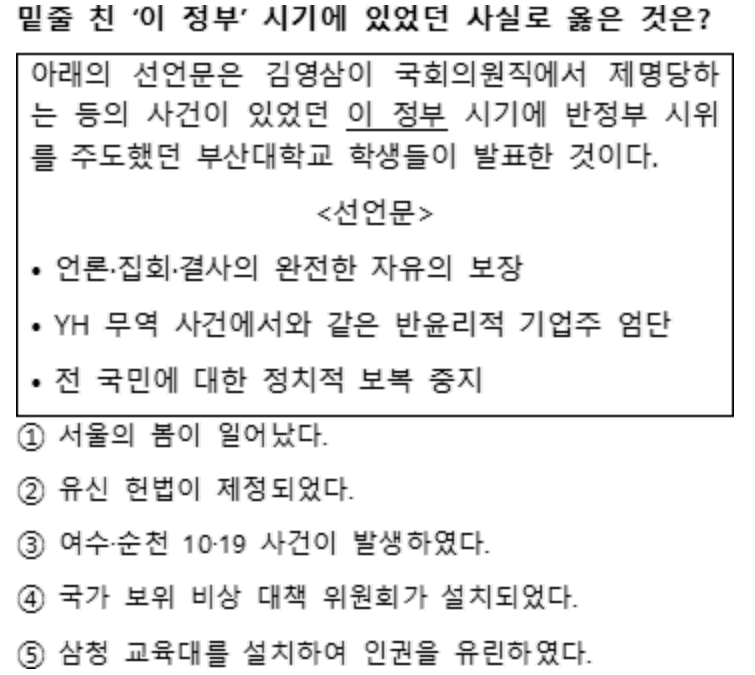 밑줄 친 ‘이 정부’ 시기에 있었던 사실로 옳은 것은?
아래의 선언문은 김영삼이 국회의원직에서 제명당하
는 등의 사건이 있었던 이 정부 시기에 반정부 시위
를 주도했던 부산대학교 학생들이 발표한 것이다.
<선언문>
• 언론·집회·결사의 완전한 자유의 보장
• YH 무역 사건에서와 같은 반윤리적 기업주 엄단
• 전 국민에 대한 정치적 보복 중지
① 서울의 봄이 일어났다.
② 유신 헌법이 제정되었다.
③ 여수·순천 10·19 사건이 발생하였다.
④ 국가 보위 비상 대책 위원회가 설치되었다.
⑤ 삼청 교육대를 설치하여 인권을 유린하였다.